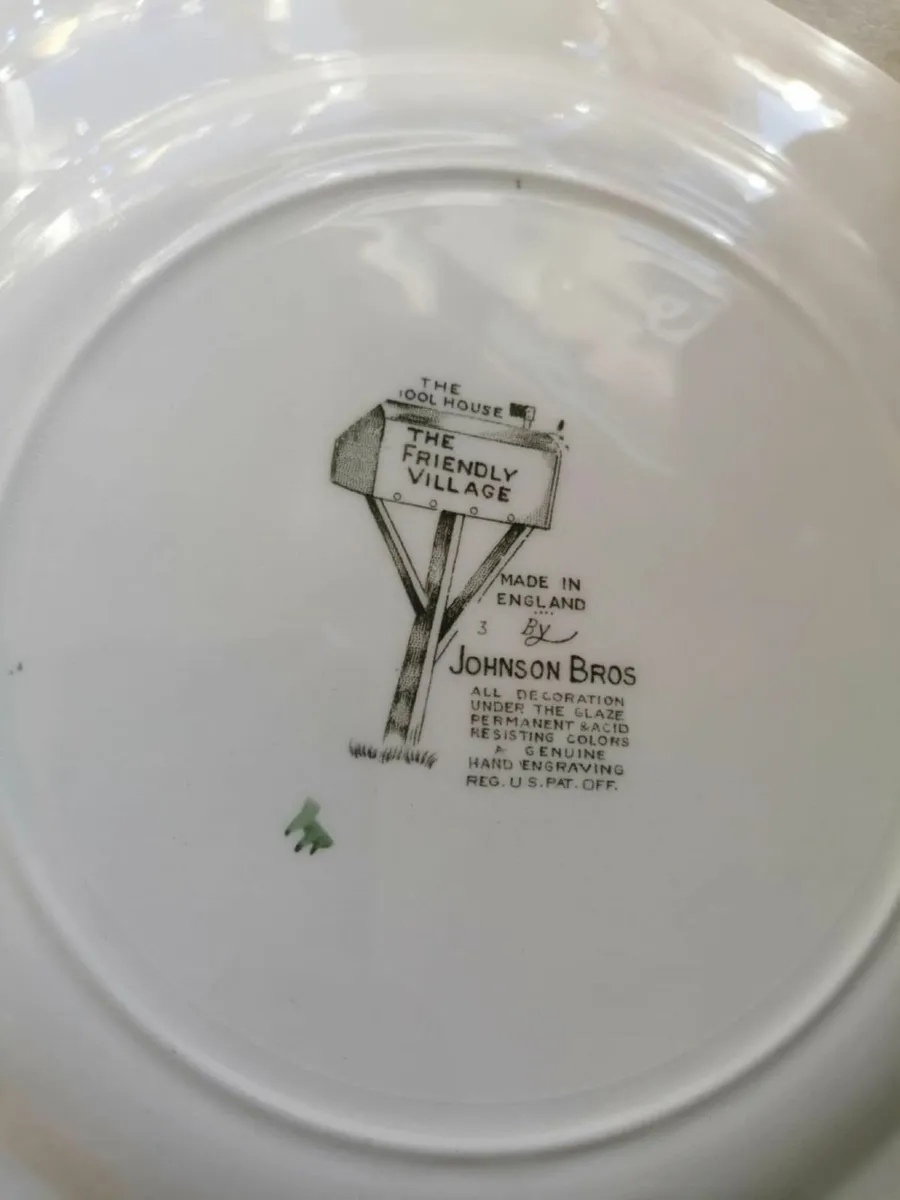 THE
OOL HOUSE
THE
FRIENDLY
VILLAGE
MADE IN
ENGLAND
3 By
JOHNSON BROS
ALL DECORATION
UNDER THE GLAZE
PERMANENT & ACID
RESISTING COLORS
A GENUINE
HAND ENGRAVING
REG. U S. PAT. OFF.